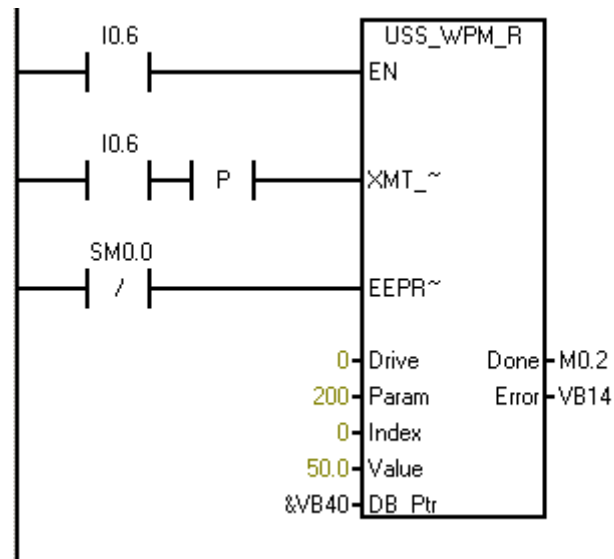 I0.6 USS_WPM_R
EN
I0.6
P XMT_~
SM0.0
/ EEPR~
0 Drive Done M0.2
200 Param Error VB14
0 Index
50.0 Value
&VB40 DB_Ptr